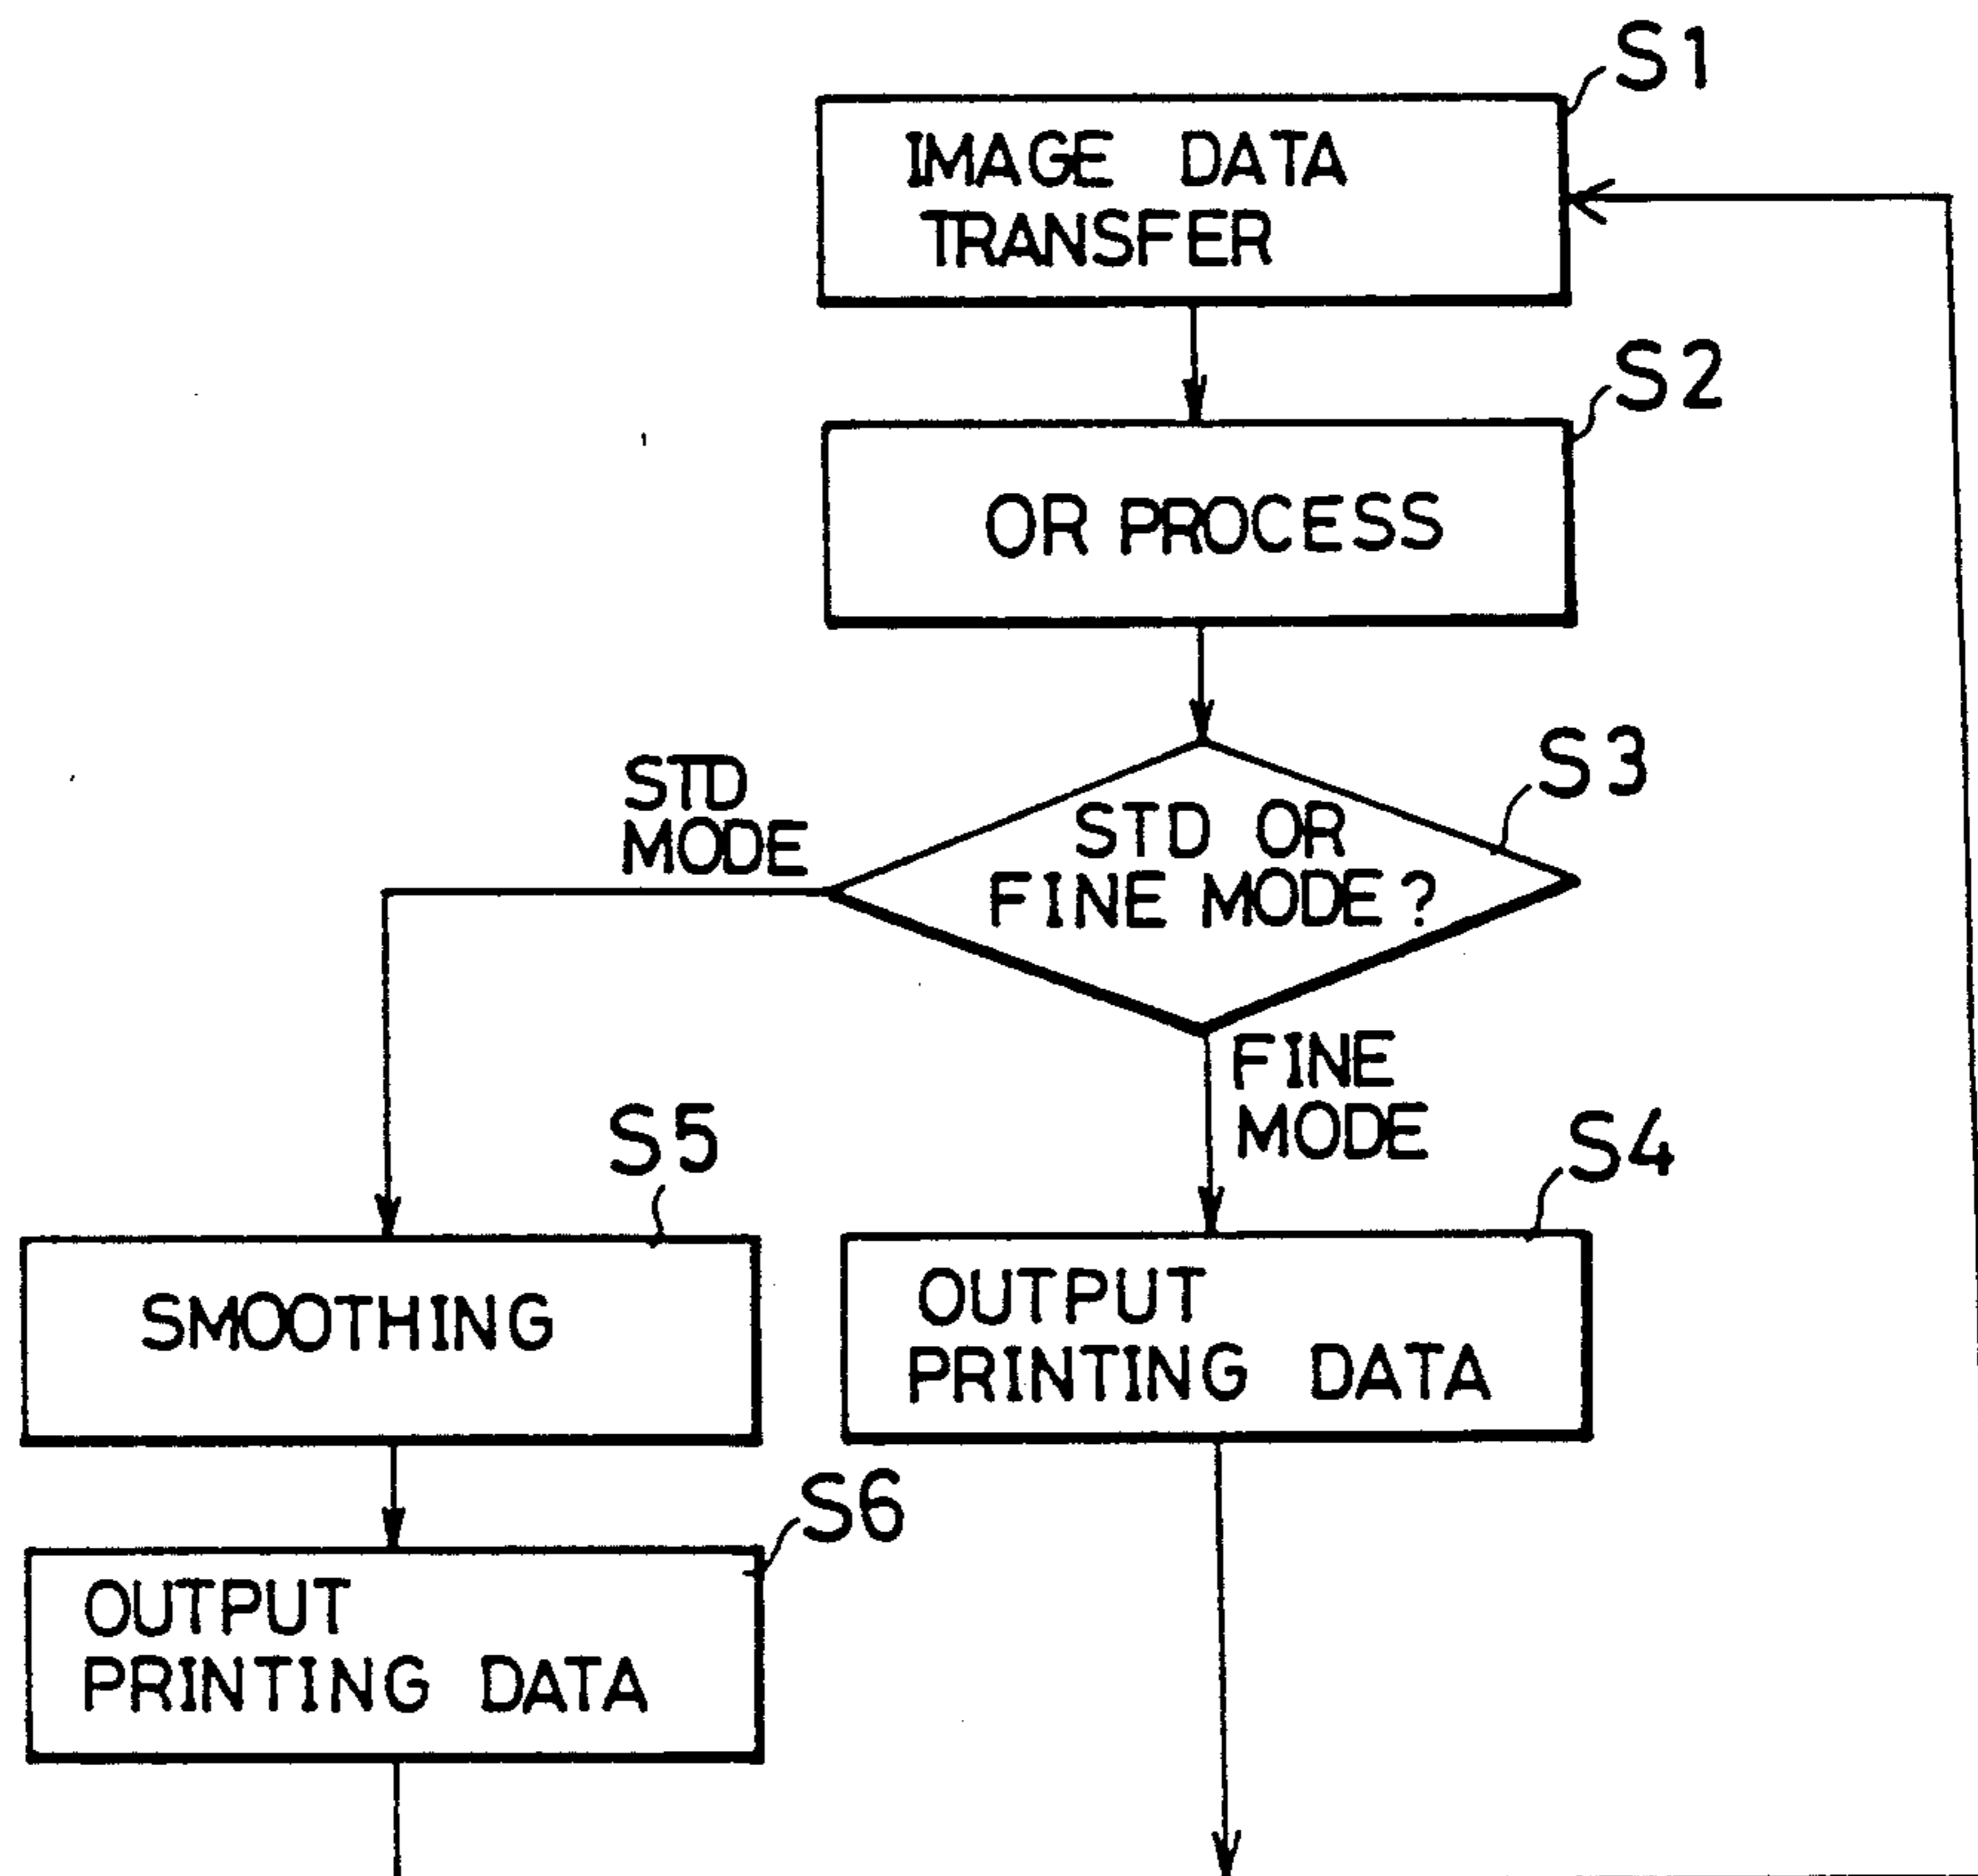 S1
IMAGE DATA
TRANSFER
S2
OR PROCESS
S3
STD
MODE
STD OR
FINE MODE?
FINE
MODE
S5
S4
SMOOTHING
OUTPUT
PRINTING DATA
S6
OUTPUT
PRINTING DATA